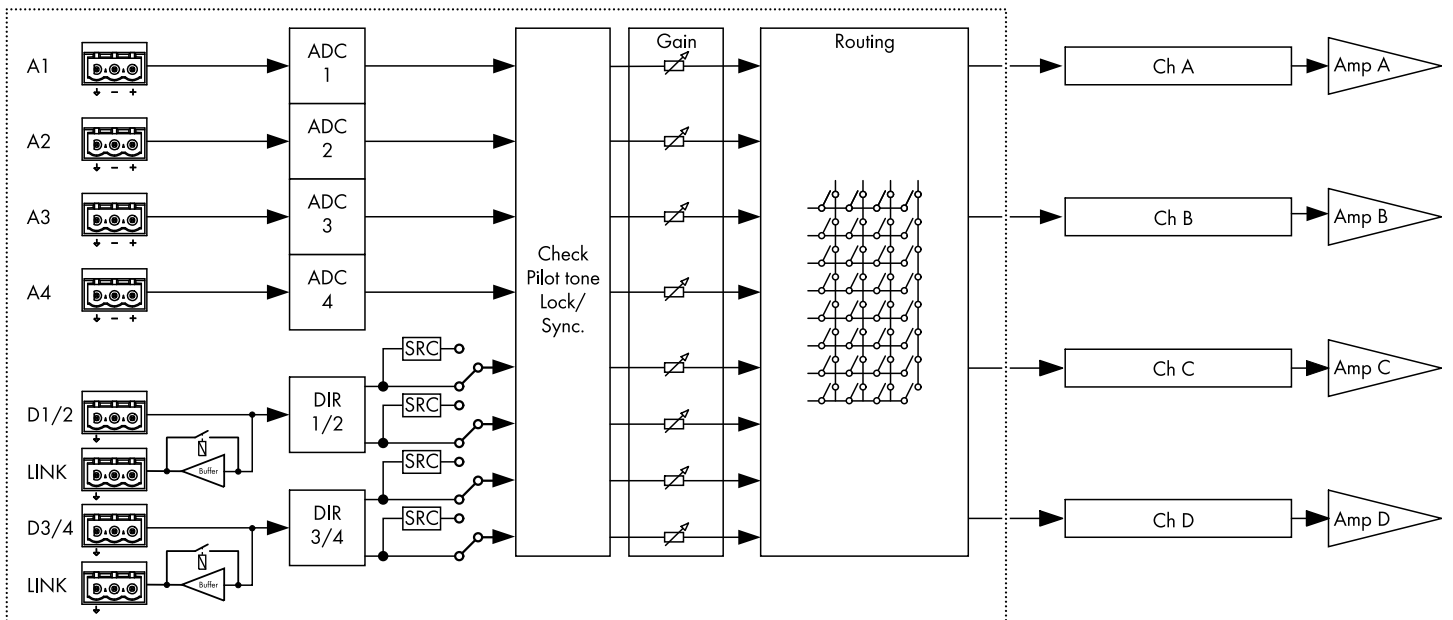 Gain
Routing
A1
ADC
1
Ch A
Amp A
A2
ADC
2
A3
ADC
3
Ch B
Amp B
A4
ADC
4
Check
Pilot tone
Lock/
Sync.
SRC
D1/2
DIR
1/2
SRC
Ch C
Amp C
LINK
Buffer
SRC
D3/4
DIR
3/4
SRC
Ch D
Amp D
LINK
Buffer
- +
- +
- +
- +